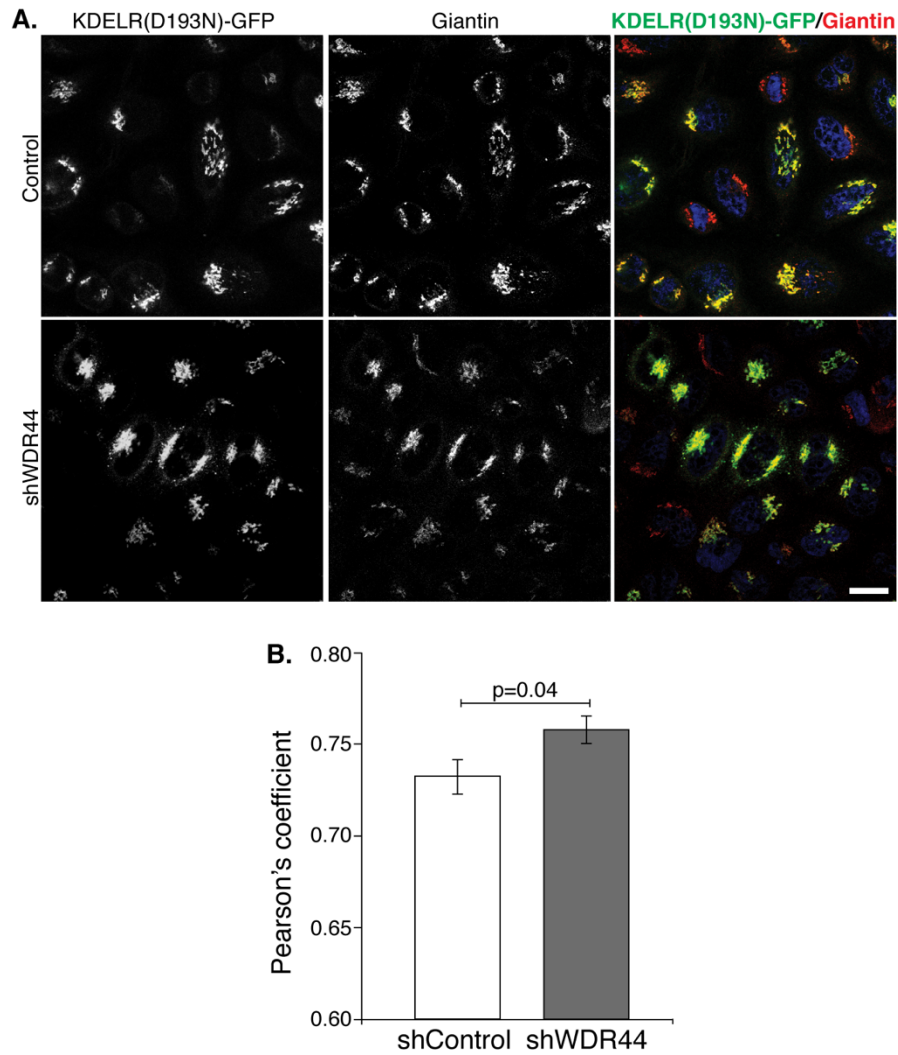 A.
KDELR(D193N)-GFP
Giantin
KDELR(D193N)-GFP/Giantin
Control
shWDR44
B.
0.80
0.75
0.70
0.65
0.60
Pearson's coefficient
p=0.04
shControl
shWDR44